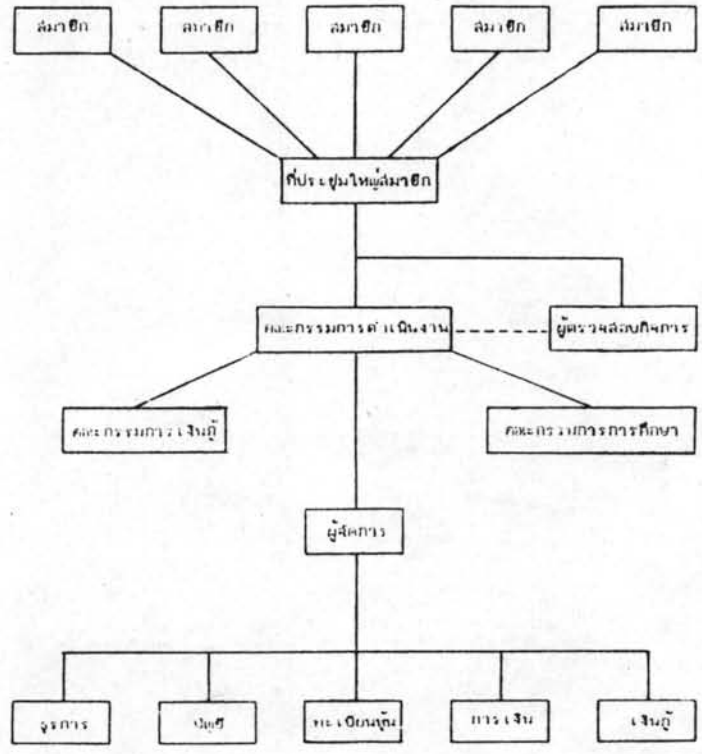 สมาชิก
สมาชิก
สมาชิก
สมาชิก
สมาชิก
ที่ประชุมใหญ่สมาชิก
คณะกรรมการดำเนินงาน
ผู้ตรวจสอบกิจการ
คณะกรรมการเงินกู้
คณะกรรมการการศึกษา
ผู้จัดการ
ธุรการ
บัญชี
ทะเบียนหุ้น
การเงิน
เงินกู้